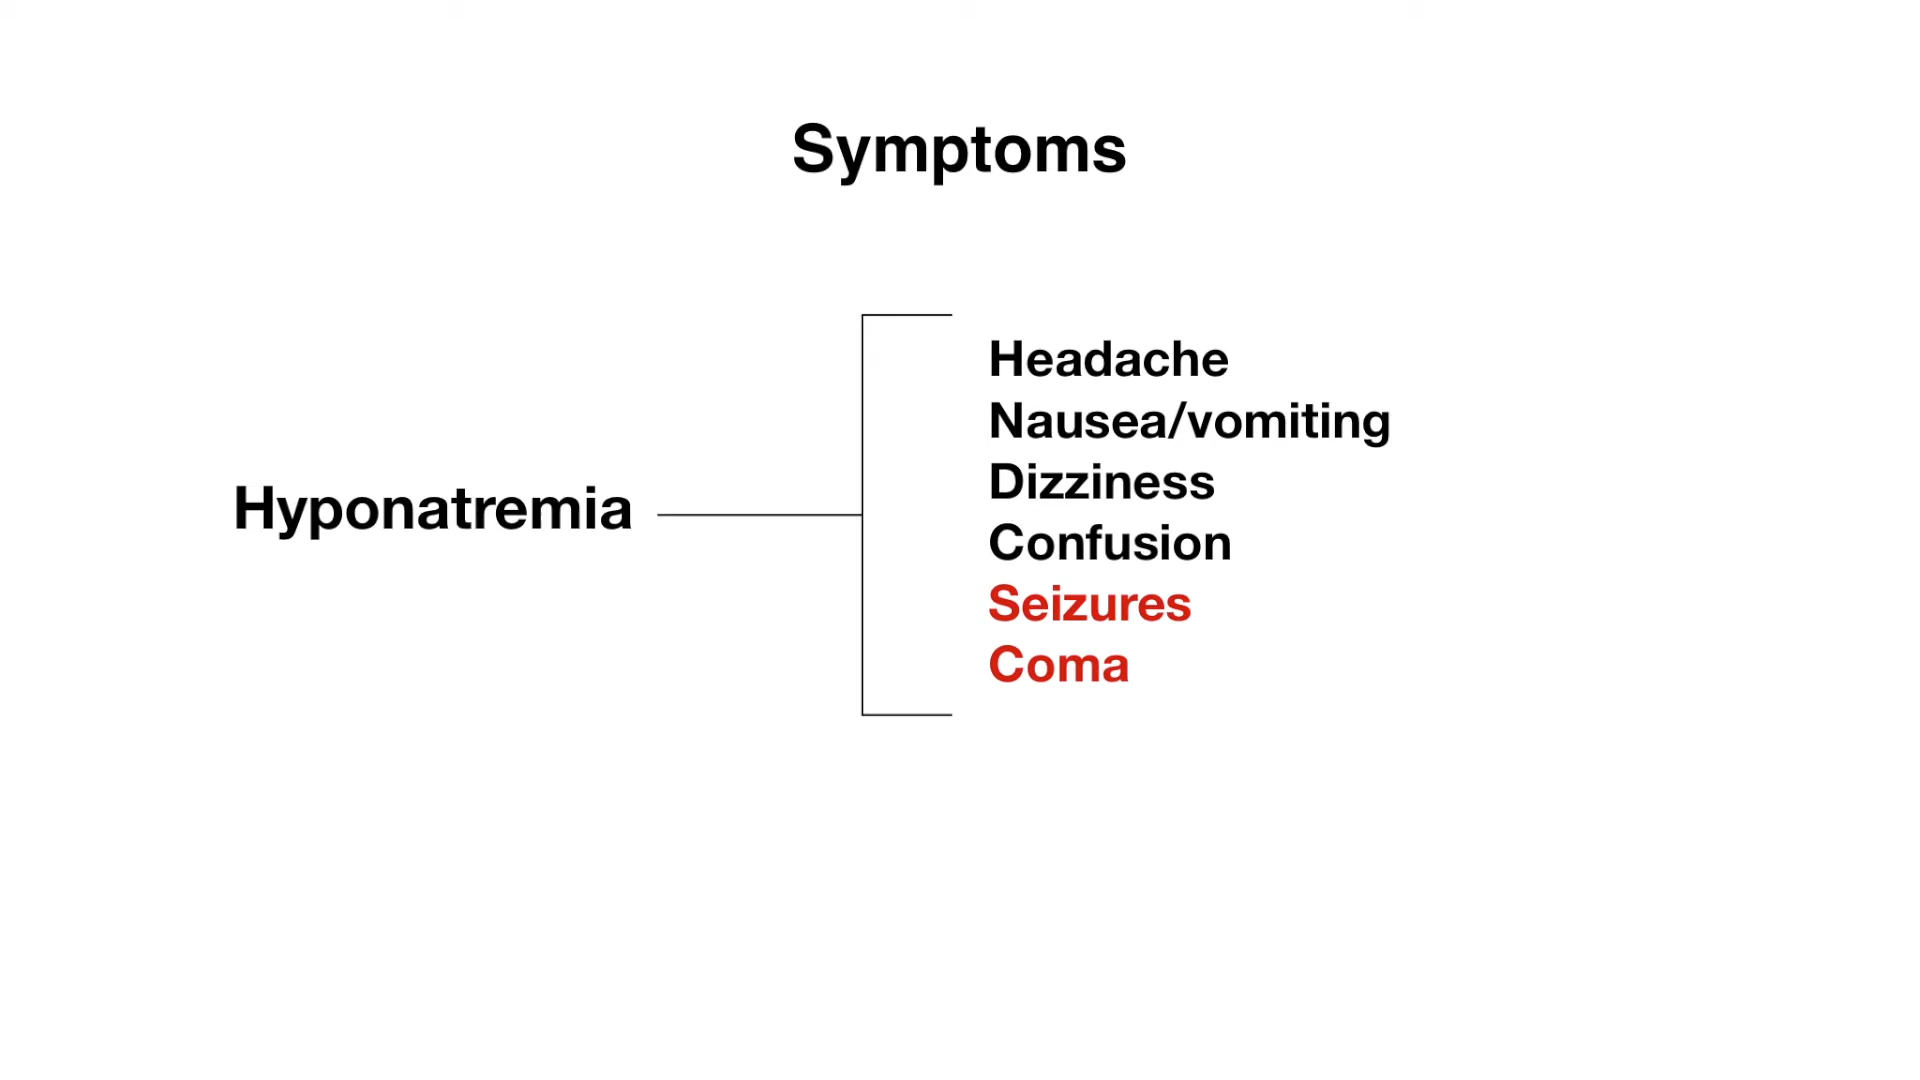 Symptoms
Hyponatremia
Headache
Nausea/vomiting
Dizziness
Confusion
Seizures
Coma